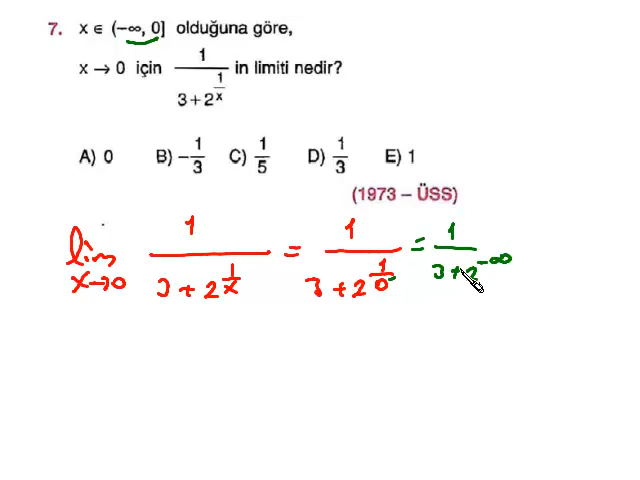 7. x ∈ (-∞, 0] olduğuna göre,
x → 0 için 1/(3 + 2^(1/x)) in limiti nedir?
A) 0 B) -1/3 C) 1/5 D) 1/3 E) 1
(1973 – ÜSS)
lim x→0 1/(3 + 2^(1/x)) = 1/(3 + 2^(1/0⁻)) = 1/(3 + 2^(-∞))